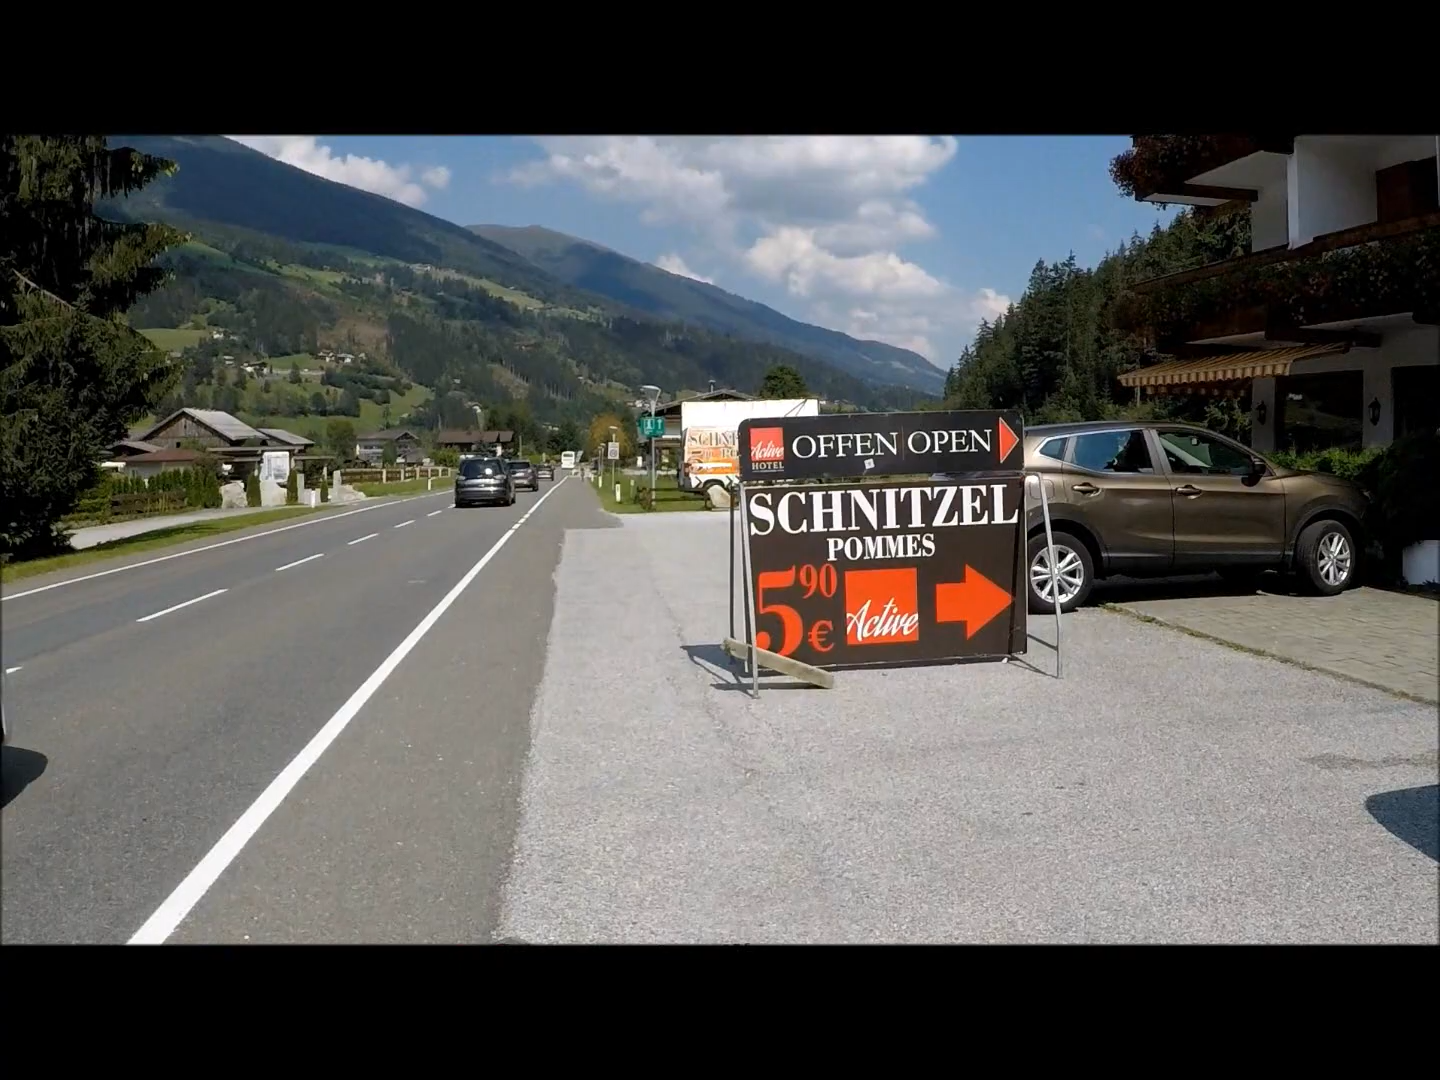 Active
HOTEL
OFFEN OPEN
SCHNITZEL
POMMES
5,90 €
Active